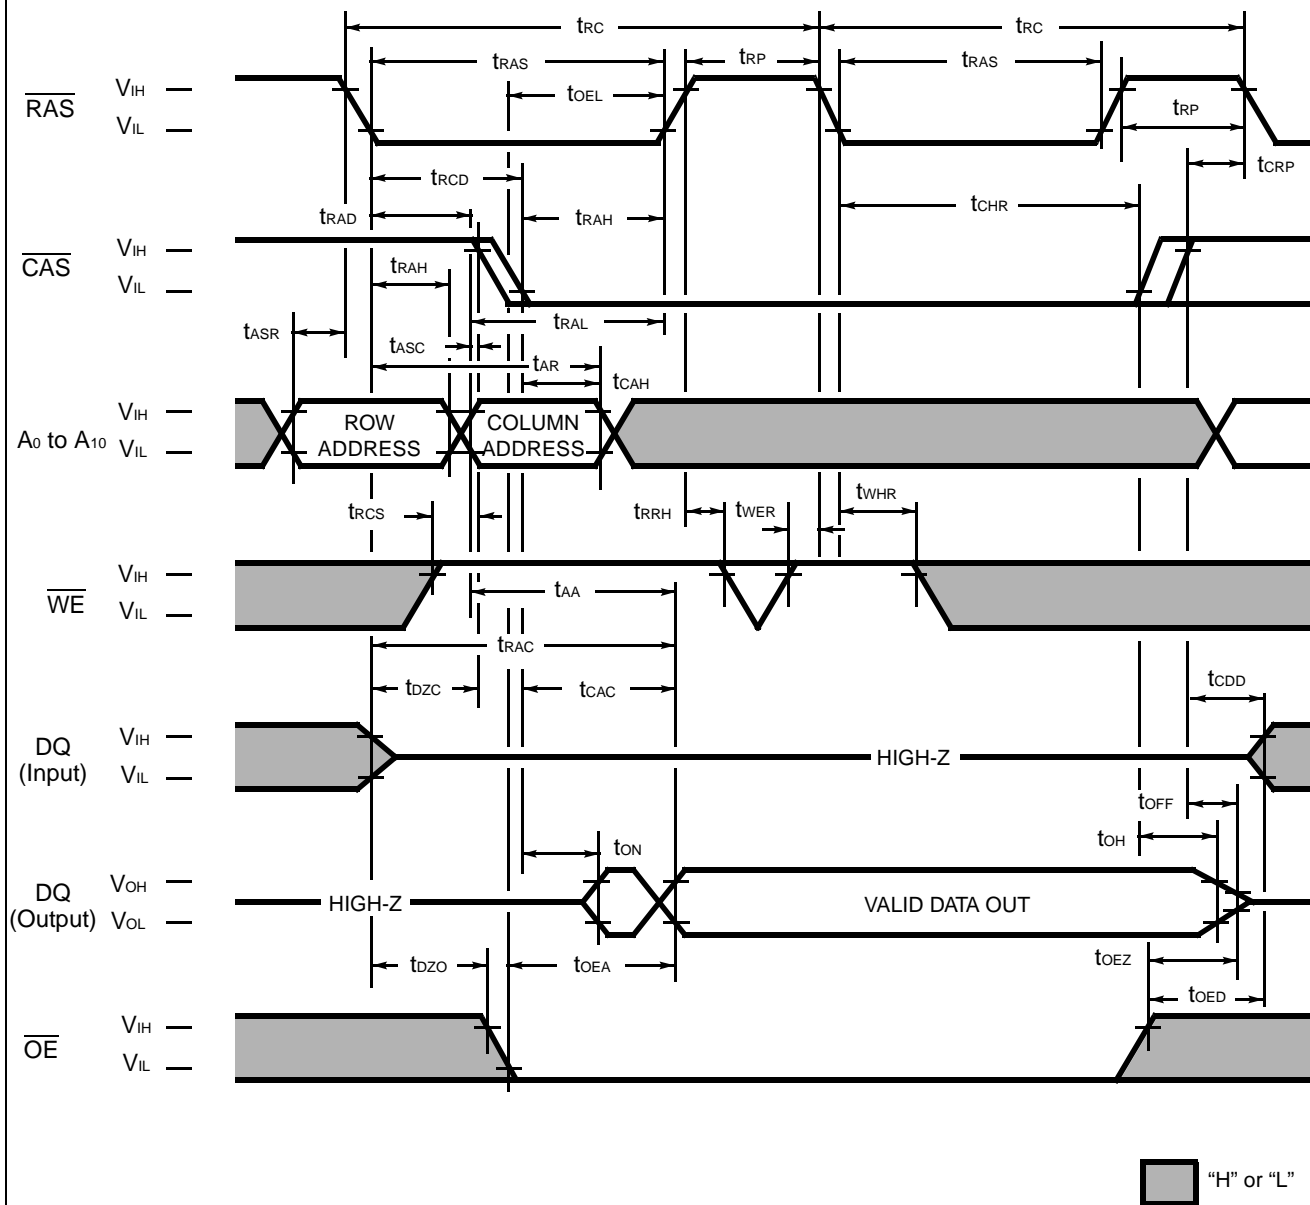 tRC tRC
tRAS tRP tRAS
RAS VIH tOEL
VIL tRP
tRCD tCRP
tRAD tRAH tCHR
CAS VIH
tRAH
VIL
tASR tRAL
tASC tAR
tCAH
A0 to A10 VIH ROW COLUMN
VIL ADDRESS ADDRESS
tRCS tRRH tWER tWHR
WE VIH
tAA
VIL
tRAC
tDZC tCAC tCDD
DQ VIH
(Input) VIL HIGH-Z
tOFF
tON tOH
DQ VOH
(Output) VOL HIGH-Z VALID DATA OUT
tDZO tOEA tOEZ
tOED
OE VIH
VIL
“H” or “L”